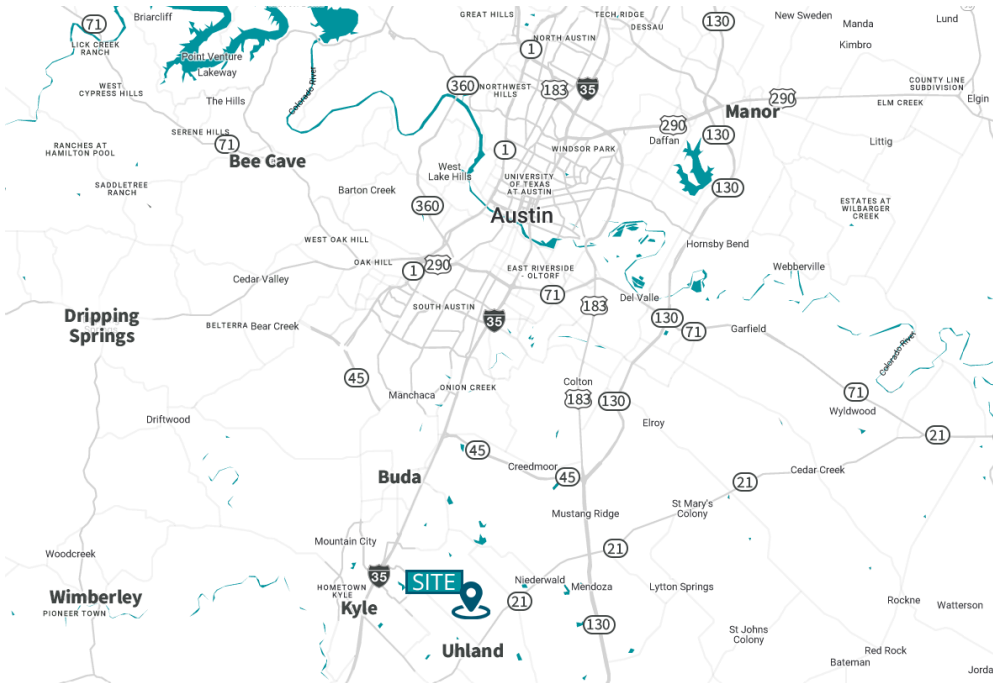 GREAT HILLS
TECH RIDGE
DESSAU
130
New Sweden
Manda
Lund
Briarcliff
71
LICK CREEK
RANCH
NORTH AUSTIN
1
Kimbro
Point Venture
Lakeway
WEST
CYPRESS HILLS
The Hills
Colorado River
360
NORTHWEST
HILLS
183
35
COUNTY LINE
SUBDIVISION
290
ELM CREEK
Elgin
Manor
SERENE HILLS
71
RANCHES AT
HAMILTON POOL
Bee Cave
1
WINDSOR PARK
290
Daffan
130
Littig
West
Lake Hills
SADDLETREE
RANCH
Barton Creek
UNIVERSITY
OF TEXAS
AT AUSTIN
130
360
Austin
ESTATES AT
WILBARGER
CREEK
WEST OAK HILL
Hornsby Bend
OAK HILL
1
290
EAST RIVERSIDE
- OLTORF
Webberville
Cedar Valley
71
183
Del Valle
SOUTH AUSTIN
35
130
71
Garfield
Dripping
Springs
BELTERRA
Bear Creek
Colorado River
45
Manchaca
ONION CREEK
Colton
183
130
71
Wyldwood
Driftwood
Elroy
21
45
Creedmoor
45
Cedar Creek
21
Buda
St Mary's
Colony
Mustang Ridge
Mountain City
21
Woodcreek
35
SITE
HOMETOWN
KYLE
Kyle
Niederwald
Mendoza
Lytton Springs
21
Wimberley
PIONEER TOWN
Rockne
Watterson
130
St Johns
Colony
Uhland
Red Rock
Bateman
Jorda